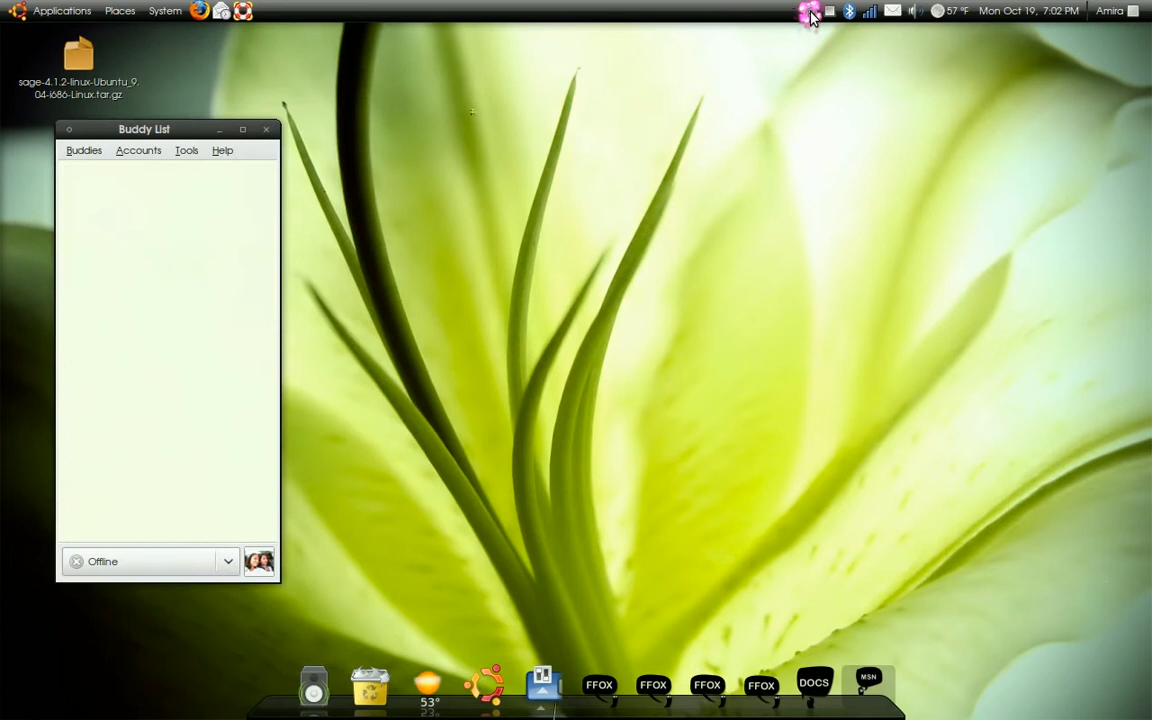 Applications Places System 57 °F Mon Oct 19, 7:02 PM Amira
sage-4.1.2-linux-Ubuntu_9.
04-i686-Linux.tar.gz
Buddy List
Buddies Accounts Tools Help
Offline
53°
FFOX FFOX FFOX FFOX DOCS MSN